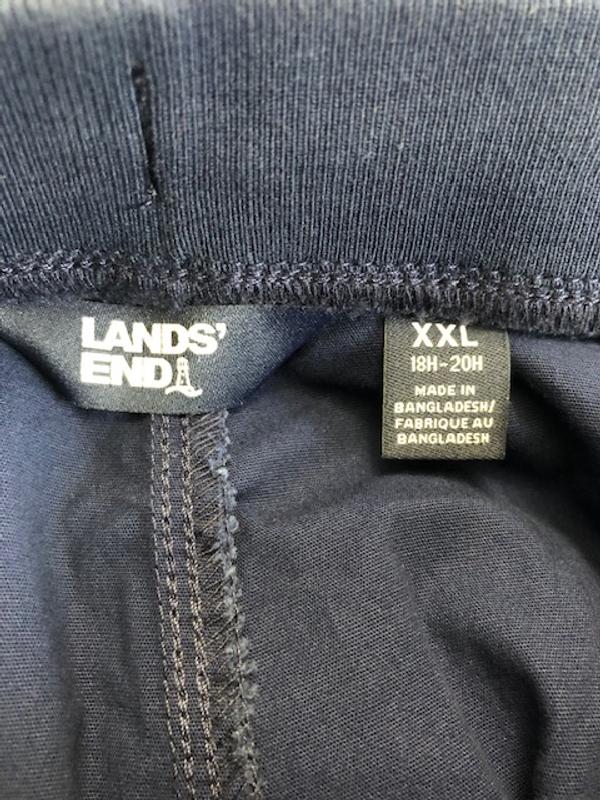 LANDS'
END
XXL
18H-20H
MADE IN
BANGLADESH/
FABRIQUE AU
BANGLADESH